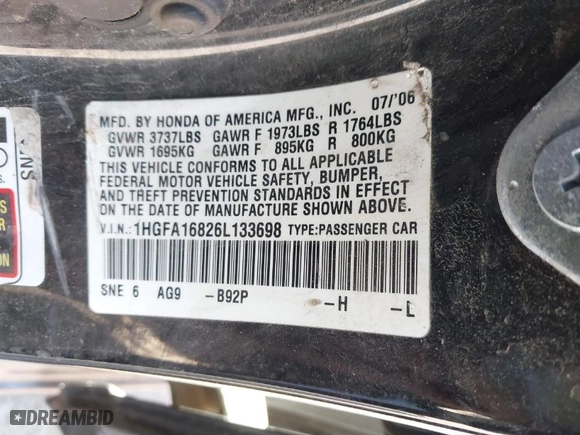 MFD. BY HONDA OF AMERICA MFG., INC. 07/'06
GVWR 3737LBS GAWR F 1973LBS R 1764LBS
GVWR 1695KG GAWR F 895KG R 800KG
THIS VEHICLE CONFORMS TO ALL APPLICABLE
FEDERAL MOTOR VEHICLE SAFETY, BUMPER,
AND THEFT PREVENTION STANDARDS IN EFFECT
ON THE DATE OF MANUFACTURE SHOWN ABOVE.
V.I.N.: 1HGFA16826L133698 TYPE:PASSENGER CAR
SNE 6 AG9 -B92P -H -L
NS
S
R
ION
DREAMBID